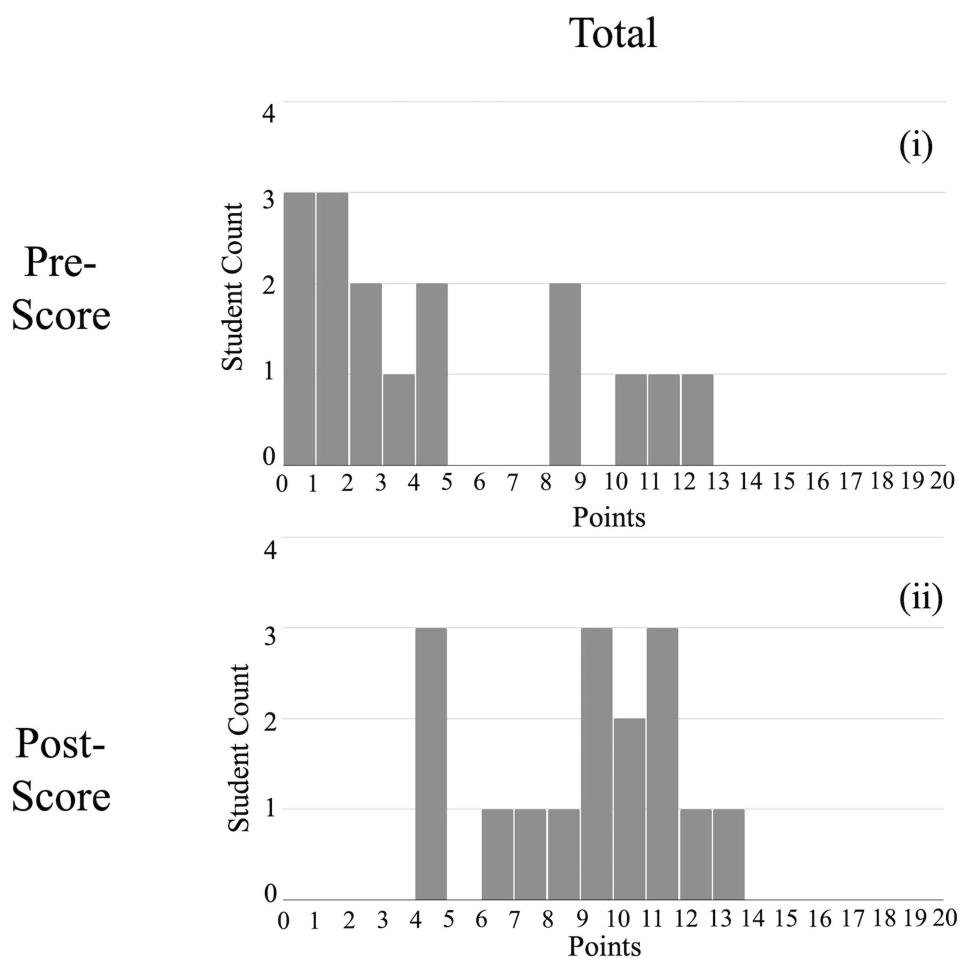 Total
(i)
Pre-
Score
Student Count
4
3
2
1
0
0 1 2 3 4 5 6 7 8 9 10 11 12 13 14 15 16 17 18 19 20
Points
(ii)
Post-
Score
Student Count
4
3
2
1
0
0 1 2 3 4 5 6 7 8 9 10 11 12 13 14 15 16 17 18 19 20
Points